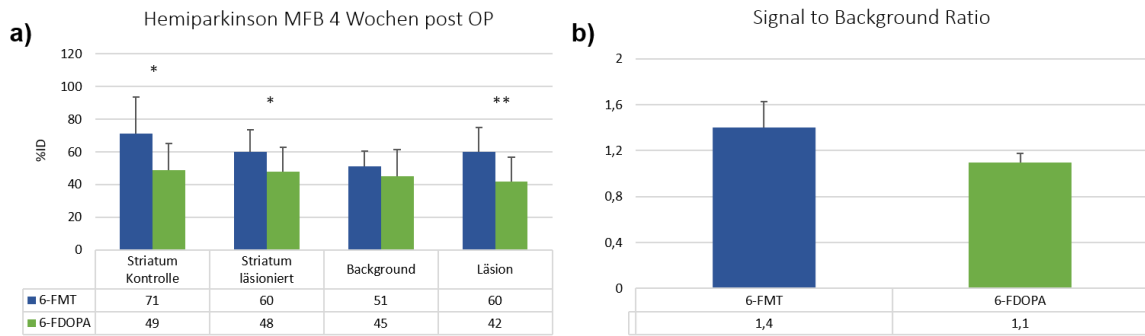 a)
Hemiparkinson MFB 4 Wochen post OP
%ID
120
100
80
60
40
20
0
*
*
**
Striatum Kontrolle
Striatum läsioniert
Background
Läsion
6-FMT 71 60 51 60
6-FDOPA 49 48 45 42
b)
Signal to Background Ratio
2
1,6
1,2
0,8
0,4
0
6-FMT 6-FDOPA
1,4 1,1